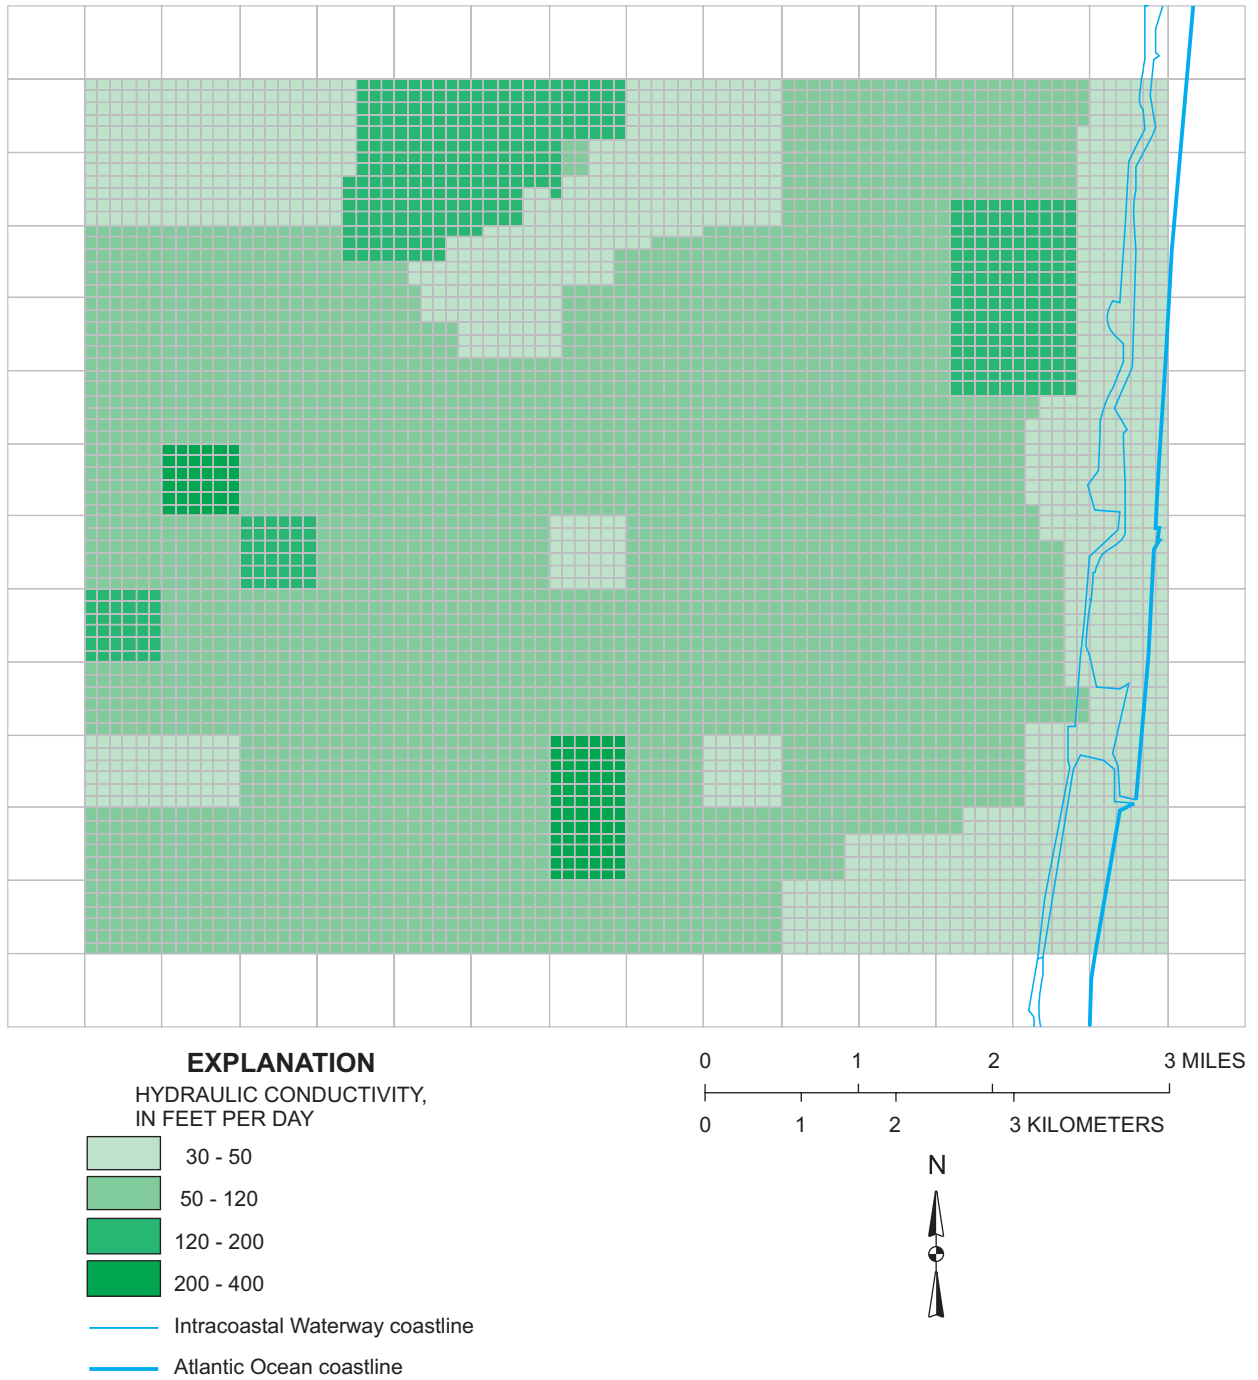 EXPLANATION
HYDRAULIC CONDUCTIVITY,
IN FEET PER DAY
30 - 50
50 - 120
120 - 200
200 - 400
Intracoastal Waterway coastline
Atlantic Ocean coastline
0 1 2 3 MILES
0 1 2 3 KILOMETERS
N